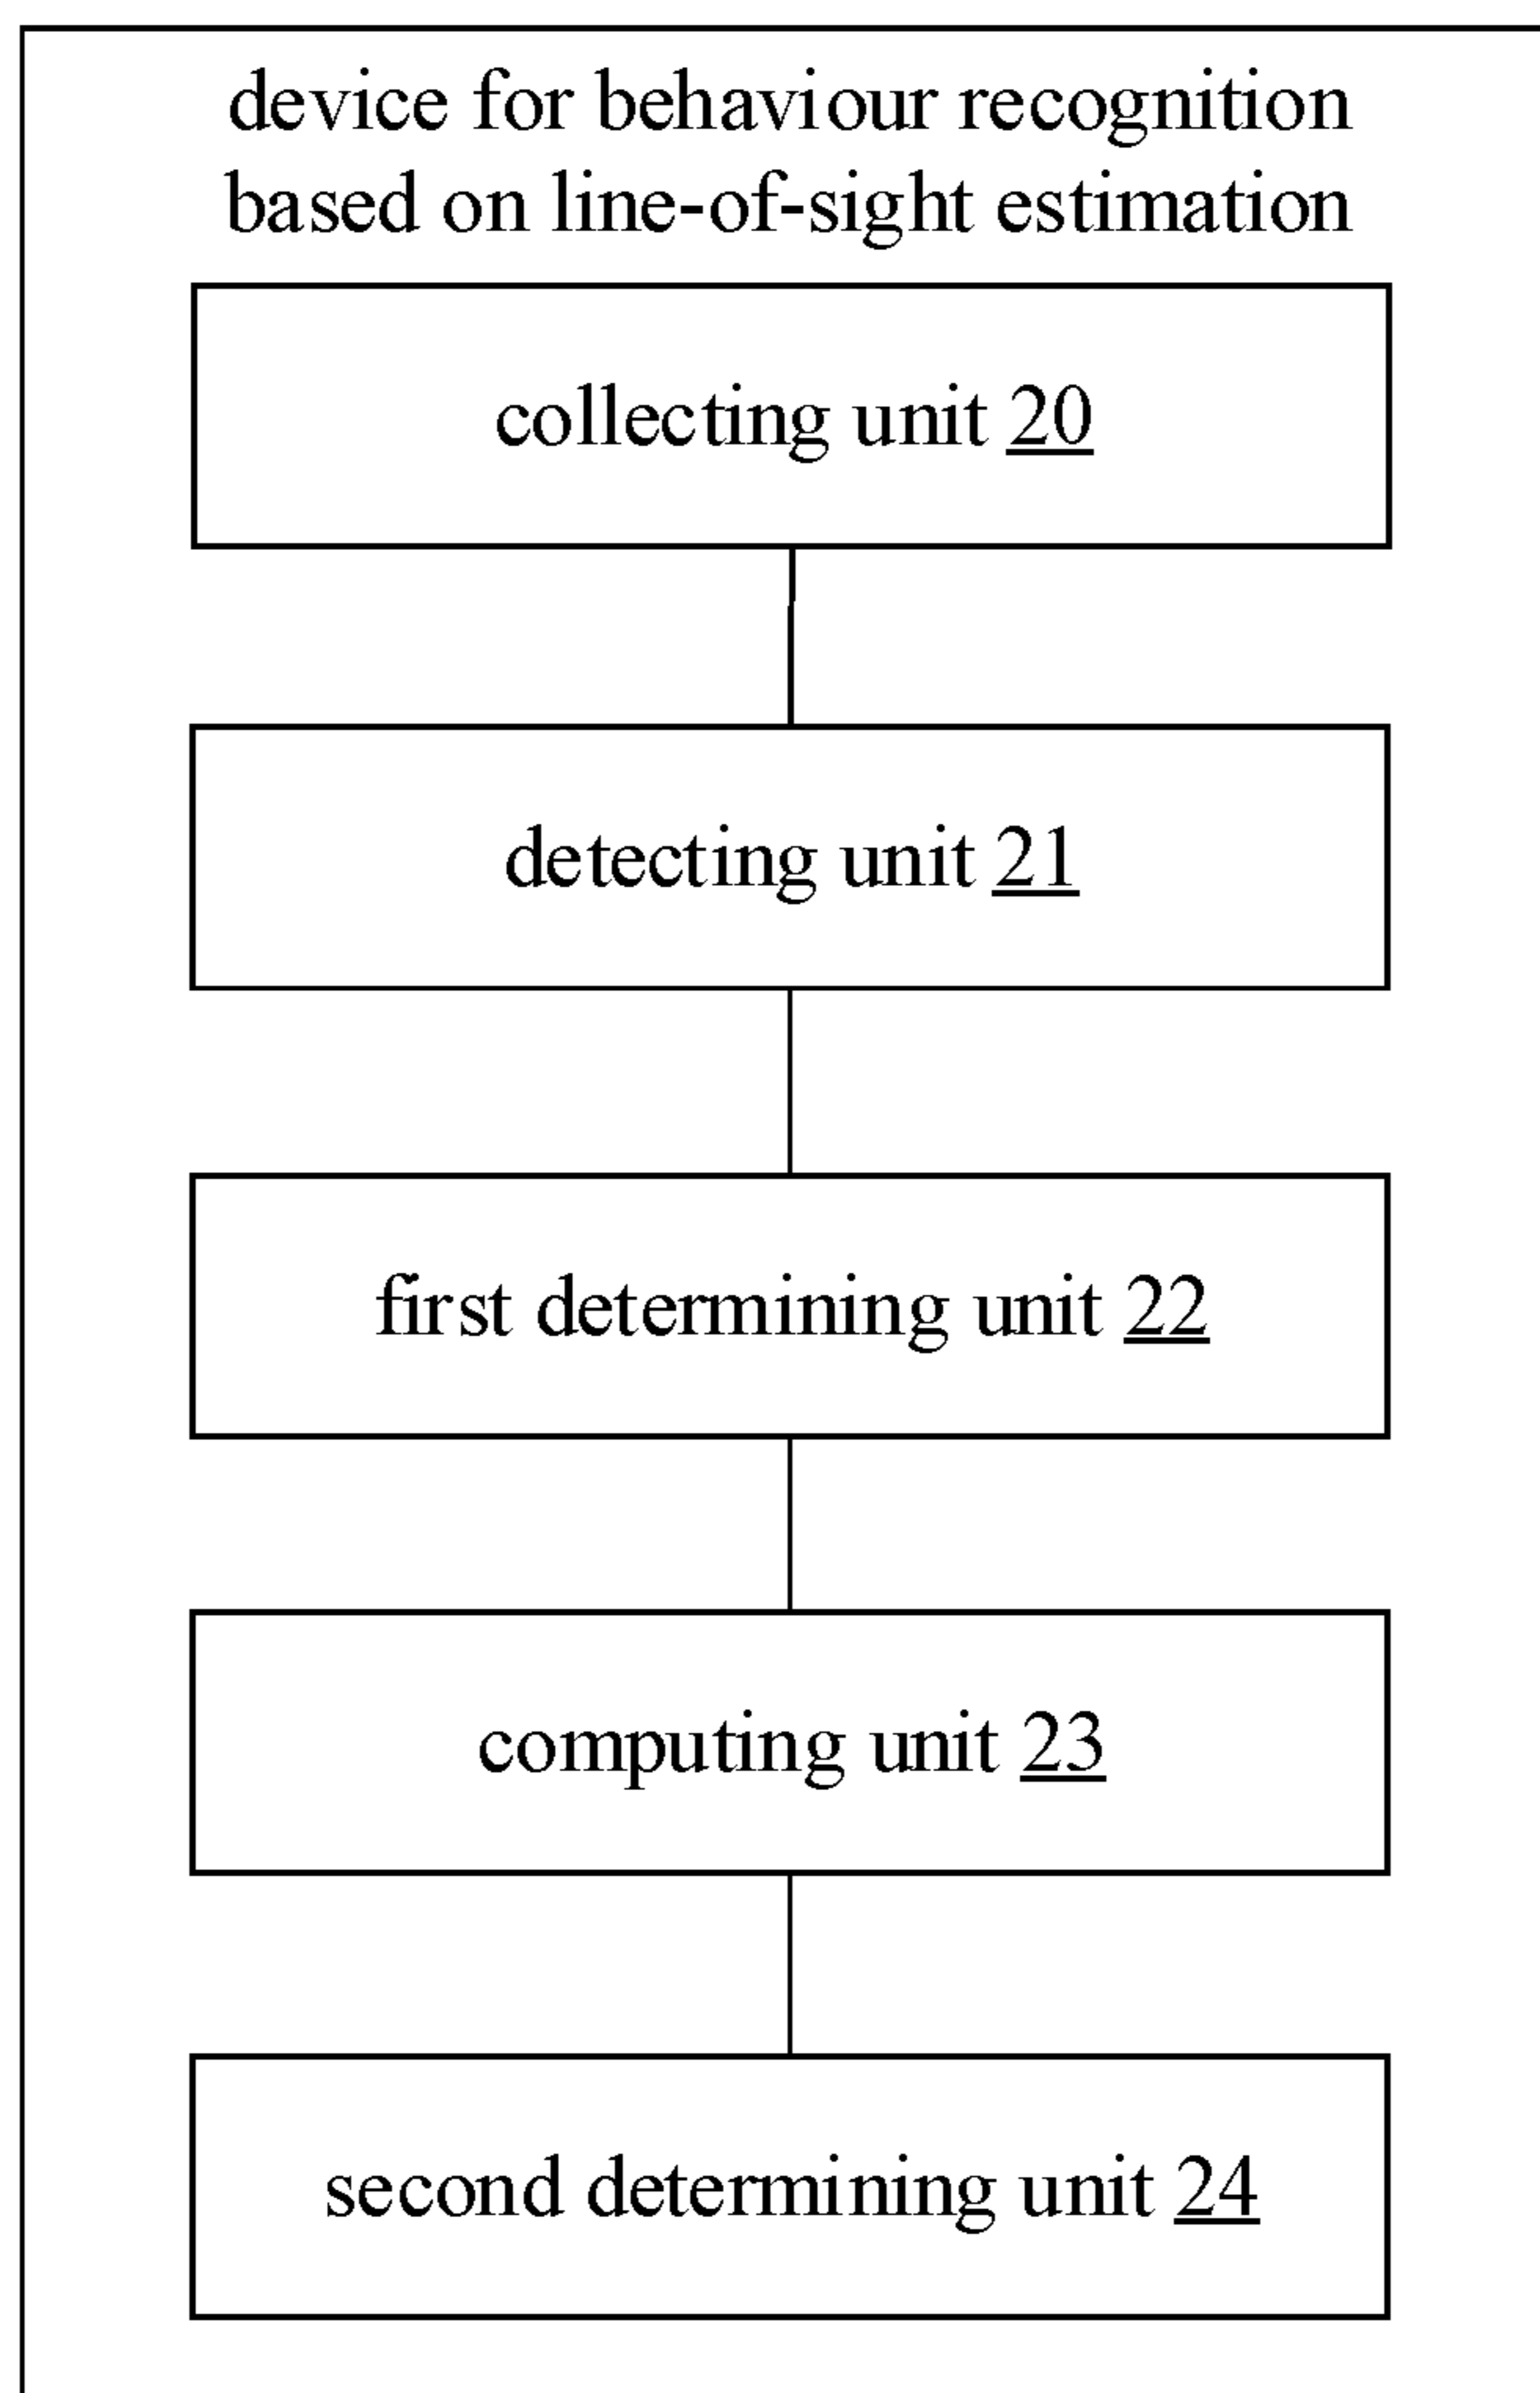 device for behaviour recognition
based on line-of-sight estimation
collecting unit 20
detecting unit 21
first determining unit 22
computing unit 23
second determining unit 24